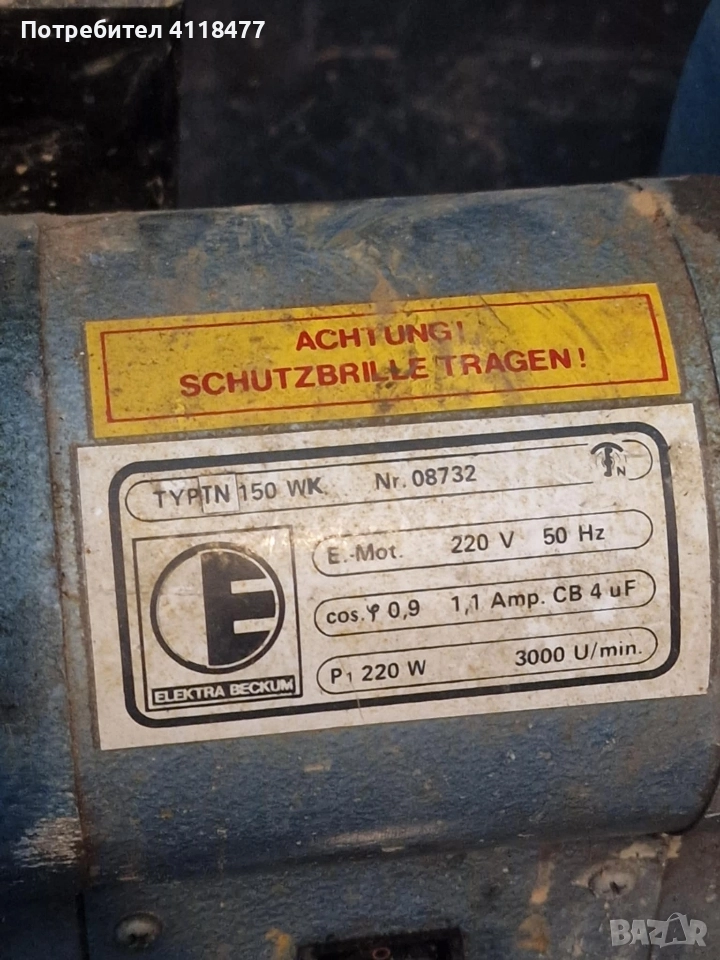 Потребител 4118477
ACHTUNG!
SCHUTZBRILLE TRAGEN!
TYP TN 150 WK Nr. 08732
N
E.-Mot. 220 V 50 Hz
cos. φ 0,9 1,1 Amp. CB 4 uF
P1 220 W 3000 U/min.
E
ELEKTRA BECKUM
BAZAR